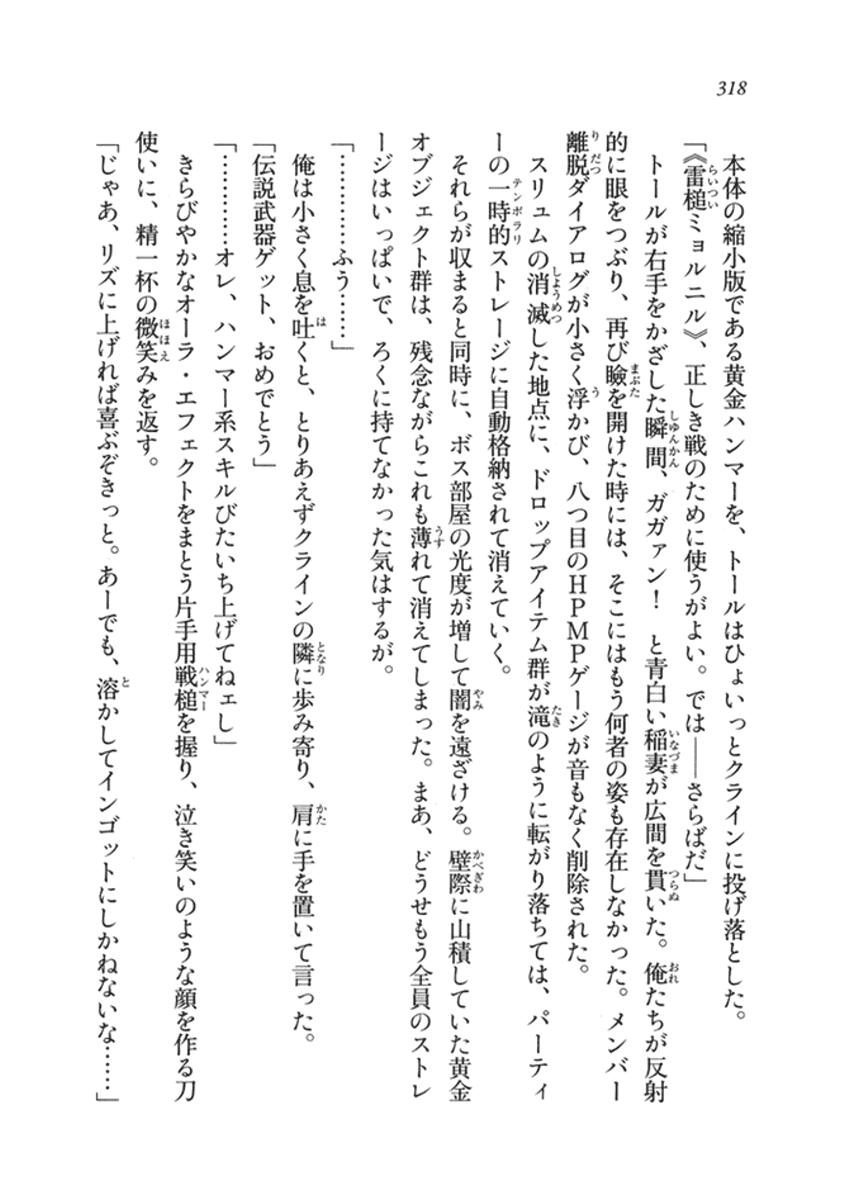 318
本体の縮小版である黄金ハンマーを、トールはひょいっとクラインに投げ落とした。
「《雷槌ミョルニル》、正しき戦のために使うがよい。では――さらばだ」
トールが右手をかざした瞬間、ガガァン！　と青白い稲妻が広間を貫いた。俺たちが反射
的に眼をつぶり、再び瞼を開けた時には、そこにはもう何者の姿も存在しなかった。メンバー
離脱ダイアログが小さく浮かび、八つ目のＨＰＭＰゲージが音もなく削除された。
スリュムの消滅した地点に、ドロップアイテム群が滝のように転がり落ちては、パーティ
ーの一時的ストレージに自動格納されて消えていく。
それらが収まると同時に、ボス部屋の光度が増して闇を遠ざける。壁際に山積していた黄金
オブジェクト群は、残念ながらこれも薄れて消えてしまった。まあ、どうせもう全員のストレ
ージはいっぱいで、ろくに持てなかった気はするが。
「…………ふう……」
俺は小さく息を吐くと、とりあえずクラインの隣に歩み寄り、肩に手を置いて言った。
「伝説武器ゲット、おめでとう」
「…………オレ、ハンマー系スキルびたいち上げてねェし」
きらびやかなオーラ・エフェクトをまとう片手用戦槌を握り、泣き笑いのような顔を作る刀
使いに、精一杯の微笑みを返す。
「じゃあ、リズに上げれば喜ぶぞきっと。あーでも、溶かしてインゴットにしかねないな……」